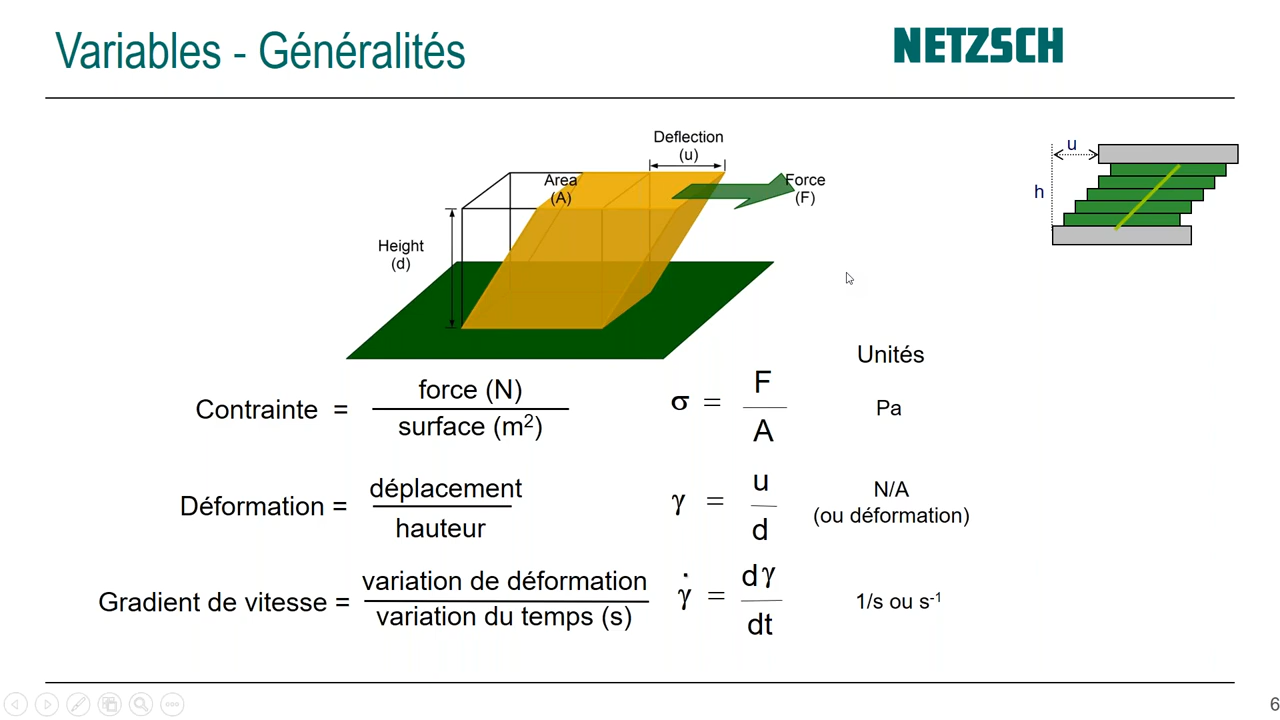 Variables - Généralités
NETZSCH
Deflection
(u)
Area
(A)
Force
(F)
Height
(d)
u
h
Unités
Contrainte = force (N) / surface (m²)
σ = F / A
Pa
Déformation = déplacement / hauteur
γ = u / d
N/A
(ou déformation)
Gradient de vitesse = variation de déformation / variation du temps (s)
γ̇ = dγ / dt
1/s ou s⁻¹
6